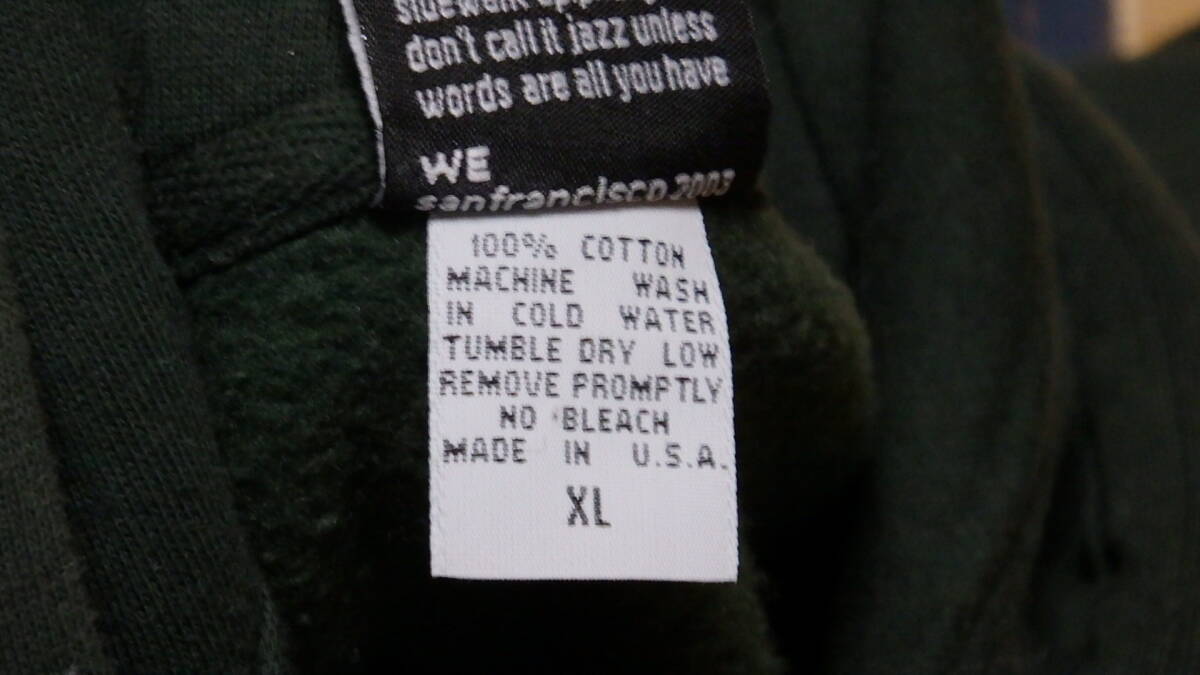 don't call it jazz unless
words are all you have
WE
sanfrancisco 2003
100% COTTON
MACHINE WASH
IN COLD WATER
TUMBLE DRY LOW
REMOVE PROMPTLY
NO BLEACH
MADE IN U.S.A.
XL